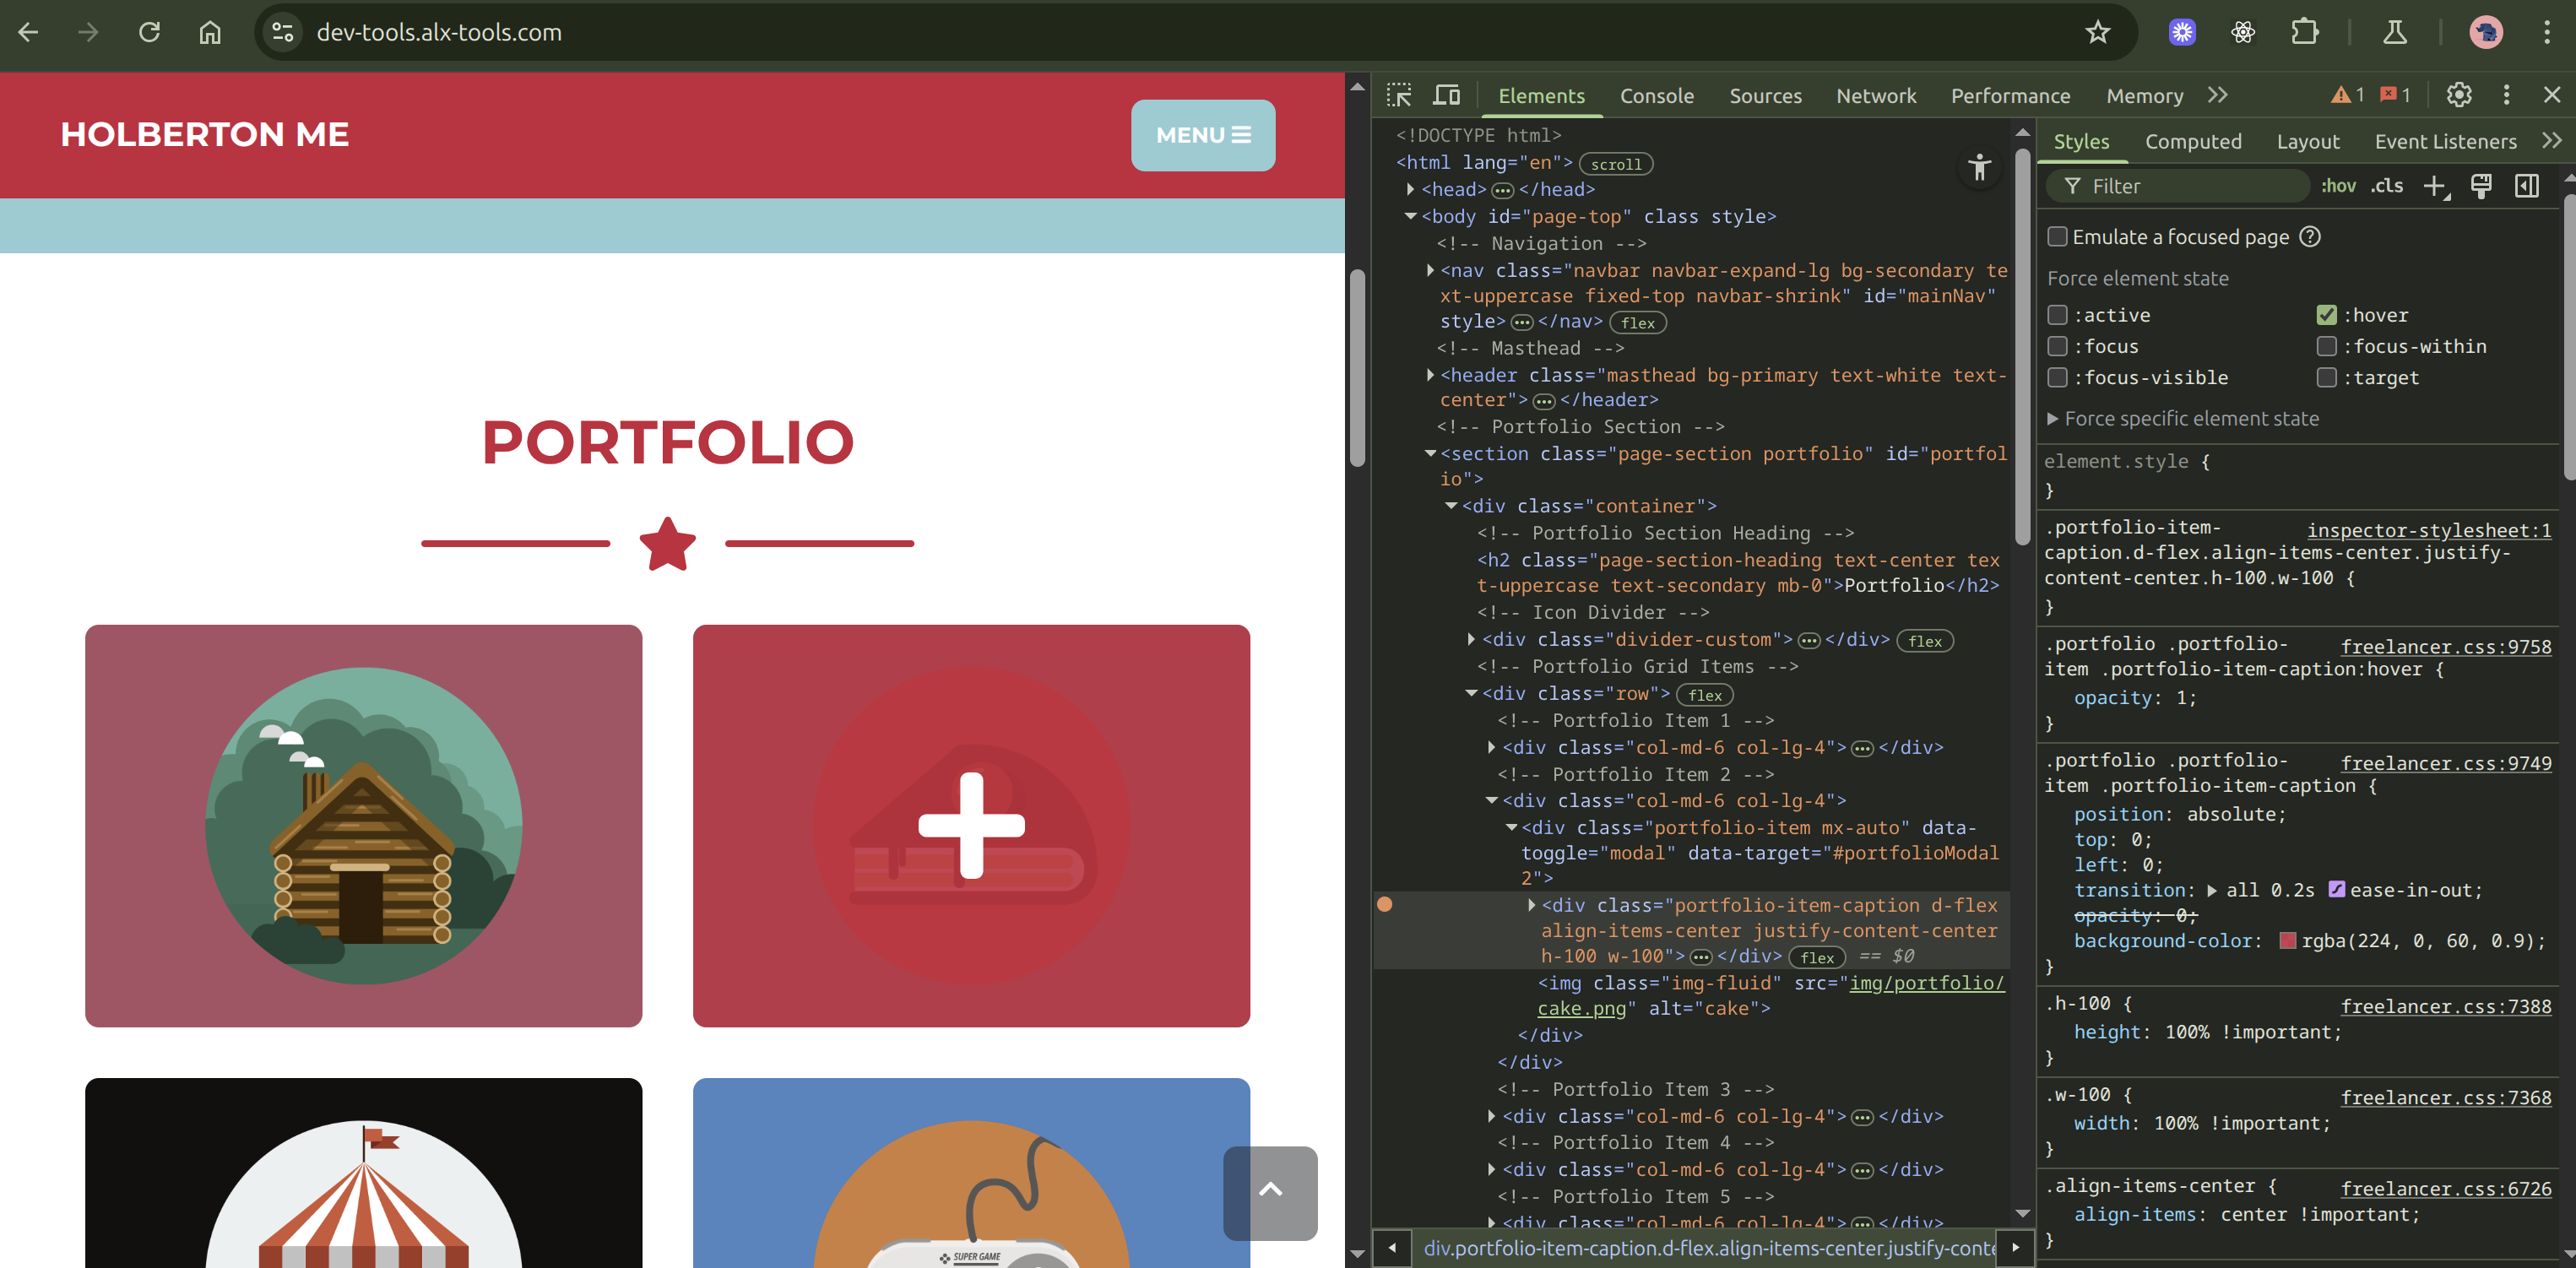 dev-tools.alx-tools.com
HOLBERTON ME
MENU
PORTFOLIO
SUPER GAME
Elements
Console
Sources
Network
Performance
Memory
1
1
<!DOCTYPE html>
<html lang="en"> scroll
<head> </head>
<body id="page-top" class style>
<!-- Navigation -->
<nav class="navbar navbar-expand-lg bg-secondary te
xt-uppercase fixed-top navbar-shrink" id="mainNav"
style> </nav> flex
<!-- Masthead -->
<header class="masthead bg-primary text-white text-
center"> </header>
<!-- Portfolio Section -->
<section class="page-section portfolio" id="portfol
io">
<div class="container">
<!-- Portfolio Section Heading -->
<h2 class="page-section-heading text-center tex
t-uppercase text-secondary mb-0">Portfolio</h2>
<!-- Icon Divider -->
<div class="divider-custom"> </div> flex
<!-- Portfolio Grid Items -->
<div class="row"> flex
<!-- Portfolio Item 1 -->
<div class="col-md-6 col-lg-4"> </div>
<!-- Portfolio Item 2 -->
<div class="col-md-6 col-lg-4">
<div class="portfolio-item mx-auto" data-
toggle="modal" data-target="#portfolioModal
2">
<div class="portfolio-item-caption d-flex
align-items-center justify-content-center
h-100 w-100"> </div> flex == $0
<img class="img-fluid" src="img/portfolio/
cake.png" alt="cake">
</div>
</div>
<!-- Portfolio Item 3 -->
<div class="col-md-6 col-lg-4"> </div>
<!-- Portfolio Item 4 -->
<div class="col-md-6 col-lg-4"> </div>
<!-- Portfolio Item 5 -->
<div class="col-md-6 col-lg-4"> </div>
div.portfolio-item-caption.d-flex.align-items-center.justify-conte
Styles
Computed
Layout
Event Listeners
Filter
:hov
.cls
Emulate a focused page ?
Force element state
:active
:hover
:focus
:focus-within
:focus-visible
:target
Force specific element state
element.style {
}
.portfolio-item- inspector-stylesheet:1
caption.d-flex.align-items-center.justify-
content-center.h-100.w-100 {
}
.portfolio .portfolio- freelancer.css:9758
item .portfolio-item-caption:hover {
opacity: 1;
}
.portfolio .portfolio- freelancer.css:9749
item .portfolio-item-caption {
position: absolute;
top: 0;
left: 0;
transition: all 0.2s ease-in-out;
opacity: 0;
background-color: rgba(224, 0, 60, 0.9);
}
.h-100 { freelancer.css:7388
height: 100% !important;
}
.w-100 { freelancer.css:7368
width: 100% !important;
}
.align-items-center { freelancer.css:6726
align-items: center !important;
}